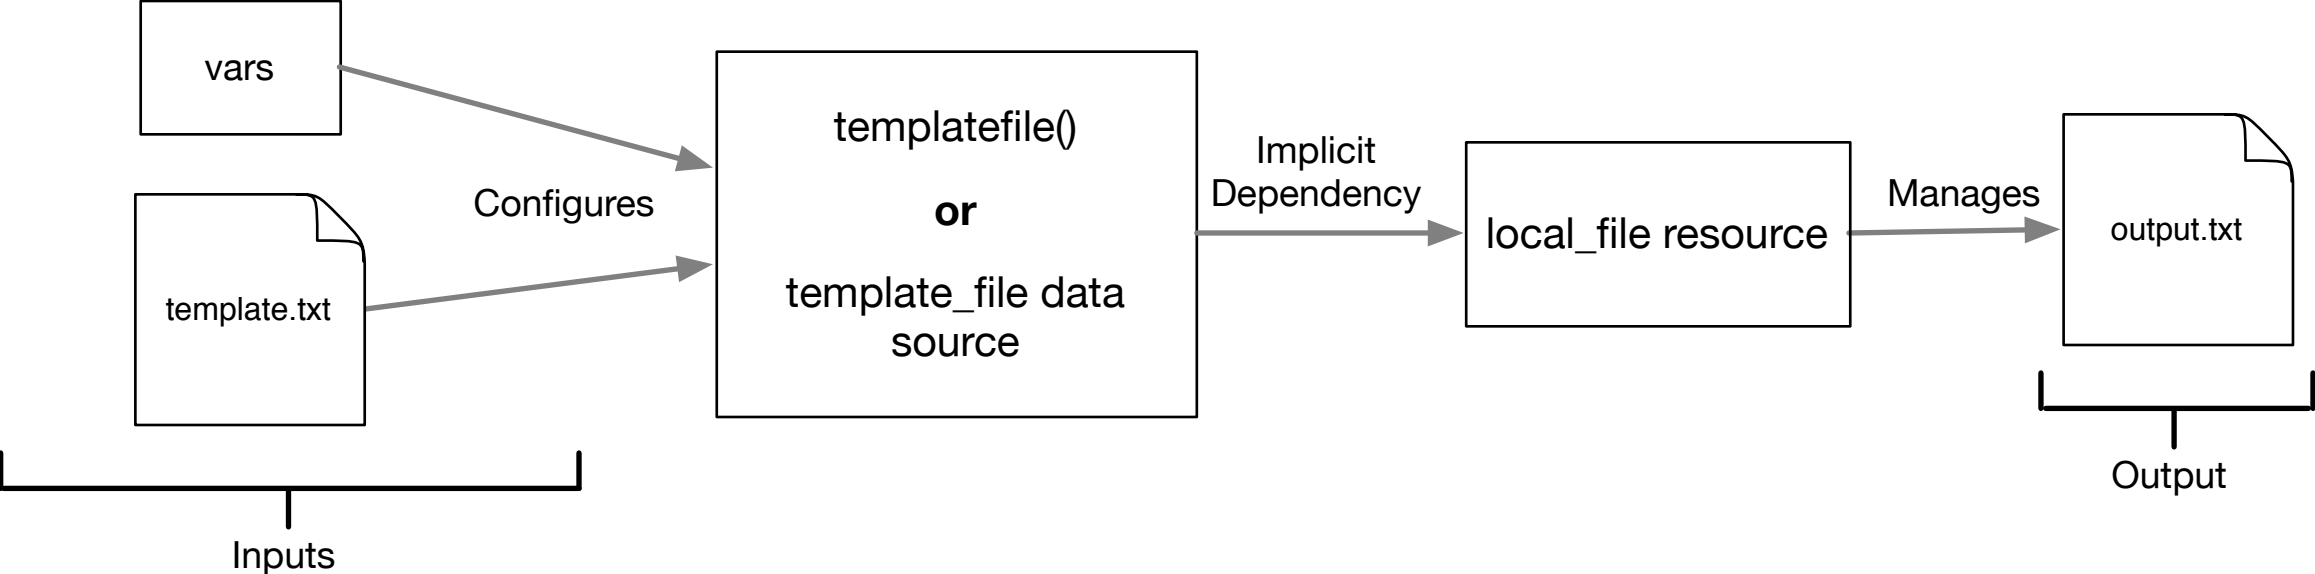 vars
template.txt
Configures
Inputs
templatefile()
or
template_file data
source
Implicit
Dependency
local_file resource
Manages
output.txt
Output